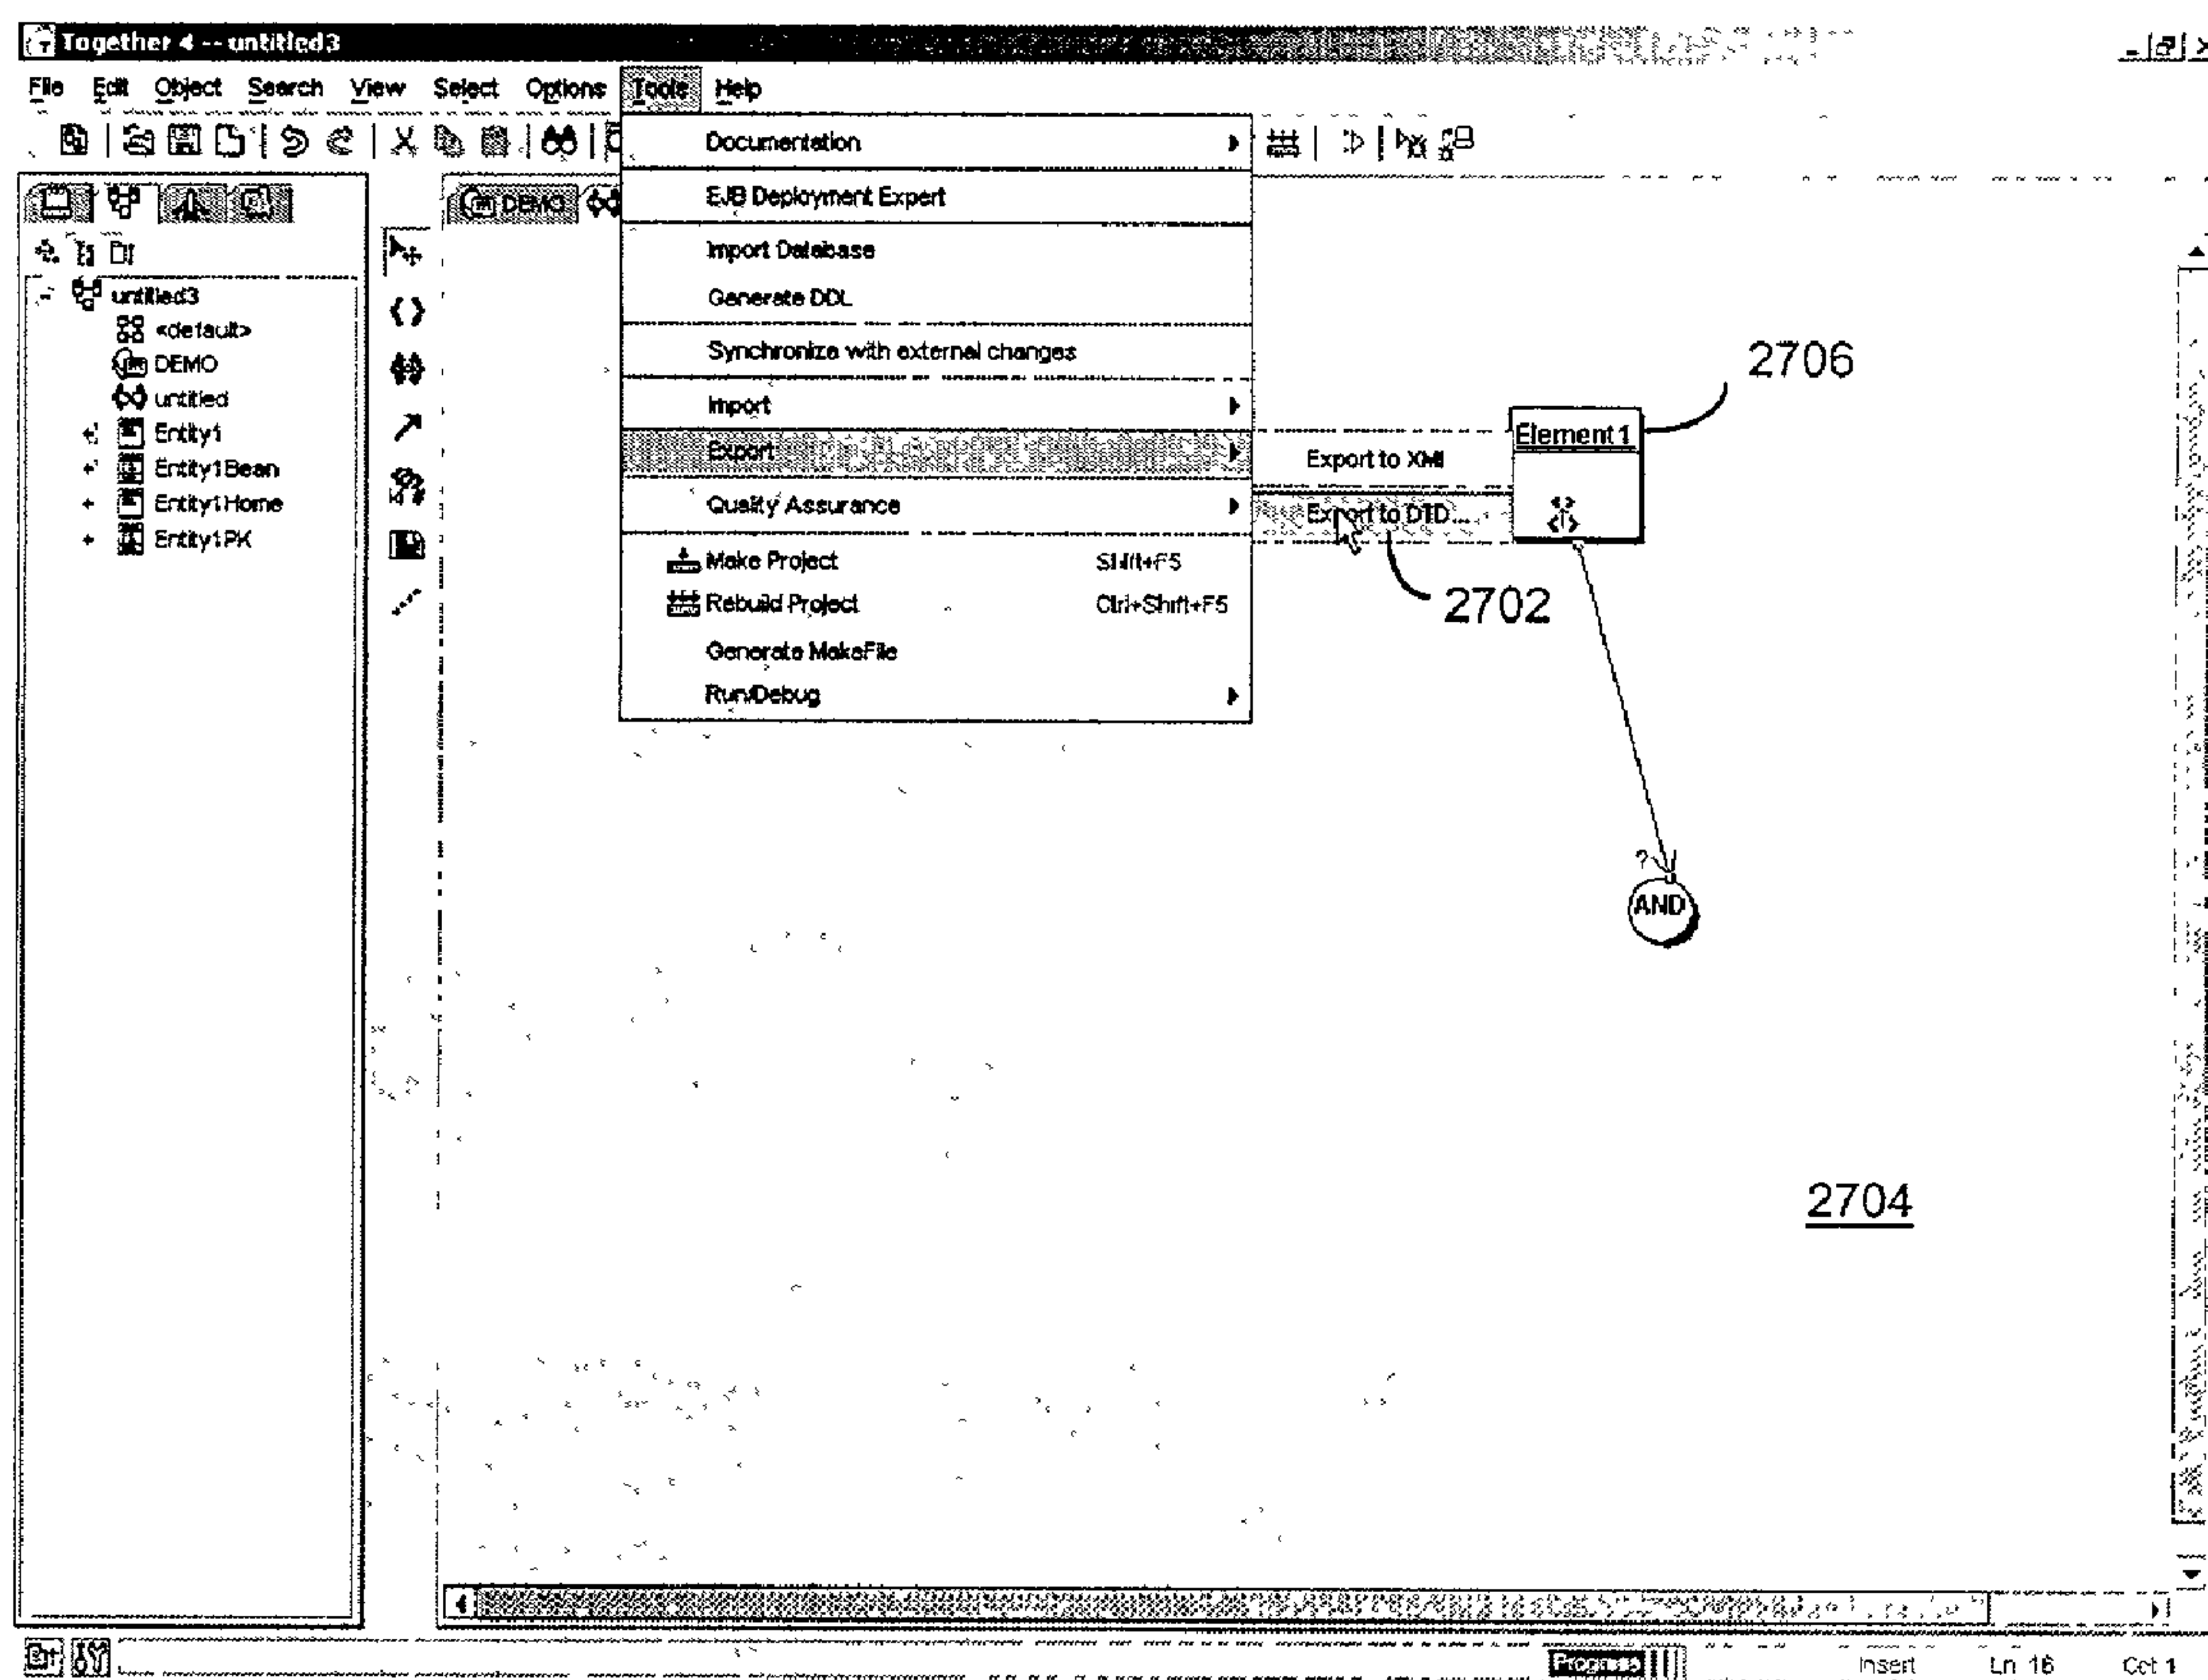 Together 4 -- untitled3
File Edit Object Search View Select Options Tools Help
Documentation
EJB Deployment Expert
Import Database
Generate DDL
Synchronize with external changes
Import
Export
Quality Assurance
Make Project Shift+F5
Rebuild Project Ctrl+Shift+F5
Generate MakeFile
Run/Debug
Export to XMI
Export to DTD...
DEMO
untitled3
<default>
DEMO
untitled
Entity1
Entity1Bean
Entity1Home
Entity1PK
2706
Element1
2702
?
AND
2704
Progress
Insert Ln 16 Col 1